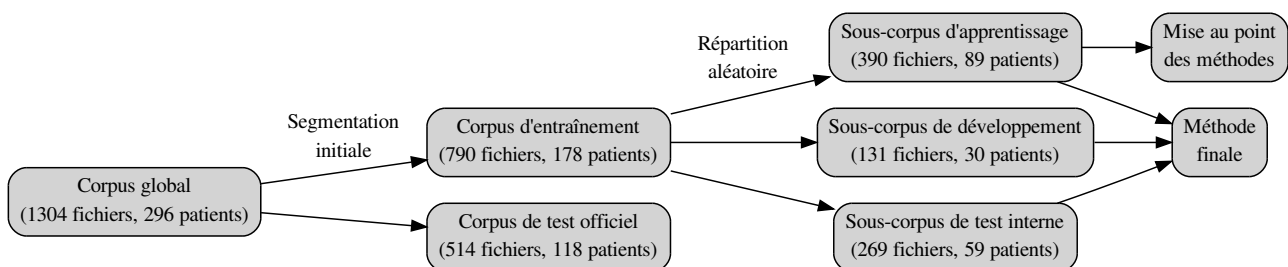 Corpus global
(1304 fichiers, 296 patients)
Segmentation
initiale
Corpus d'entraînement
(790 fichiers, 178 patients)
Corpus de test officiel
(514 fichiers, 118 patients)
Répartition
aléatoire
Sous-corpus d'apprentissage
(390 fichiers, 89 patients)
Sous-corpus de développement
(131 fichiers, 30 patients)
Sous-corpus de test interne
(269 fichiers, 59 patients)
Mise au point
des méthodes
Méthode
finale